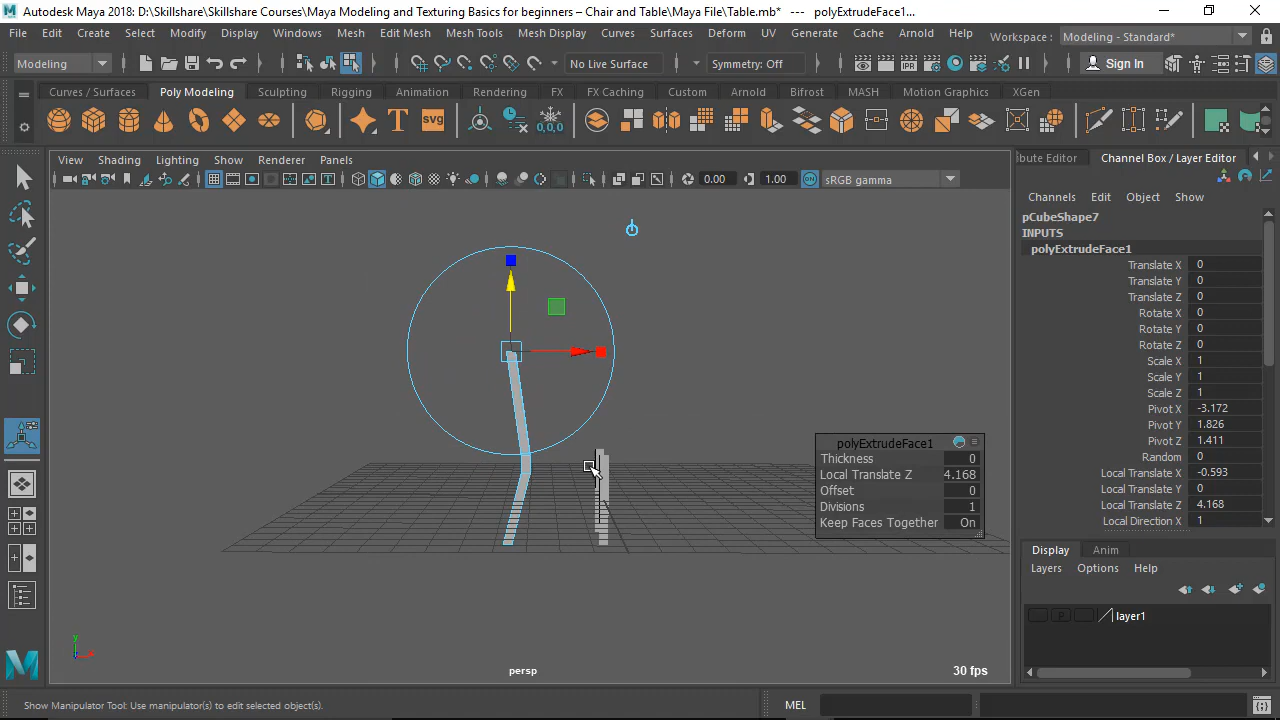 Autodesk Maya 2018: D:\Skillshare\Skillshare Courses\Maya Modeling and Texturing Basics for beginners – Chair and Table\Maya File\Table.mb* --- polyExtrudeFace1...
File Edit Create Select Modify Display Windows Mesh Edit Mesh Mesh Tools Mesh Display Curves Surfaces Deform UV Generate Cache Arnold Help Workspace : Modeling - Standard*
Modeling No Live Surface Symmetry: Off Sign In
Curves / Surfaces Poly Modeling Sculpting Rigging Animation Rendering FX FX Caching Custom Arnold Bifrost MASH Motion Graphics XGen
T svg 0,0,0
View Shading Lighting Show Renderer Panels
0.00 1.00 ON sRGB gamma
ibute Editor Channel Box / Layer Editor
Channels Edit Object Show
pCubeShape7
INPUTS
polyExtrudeFace1
Translate X 0
Translate Y 0
Translate Z 0
Rotate X 0
Rotate Y 0
Rotate Z 0
Scale X 1
Scale Y 1
Scale Z 1
Pivot X -3.172
Pivot Y 1.826
Pivot Z 1.411
Random 0
Local Translate X -0.593
Local Translate Y 0
Local Translate Z 4.168
Local Direction X 1
polyExtrudeFace1
Thickness 0
Local Translate Z 4.168
Offset 0
Divisions 1
Keep Faces Together On
Display Anim
Layers Options Help
P layer1
y
persp
30 fps
Show Manipulator Tool: Use manipulator(s) to edit selected object(s).
MEL